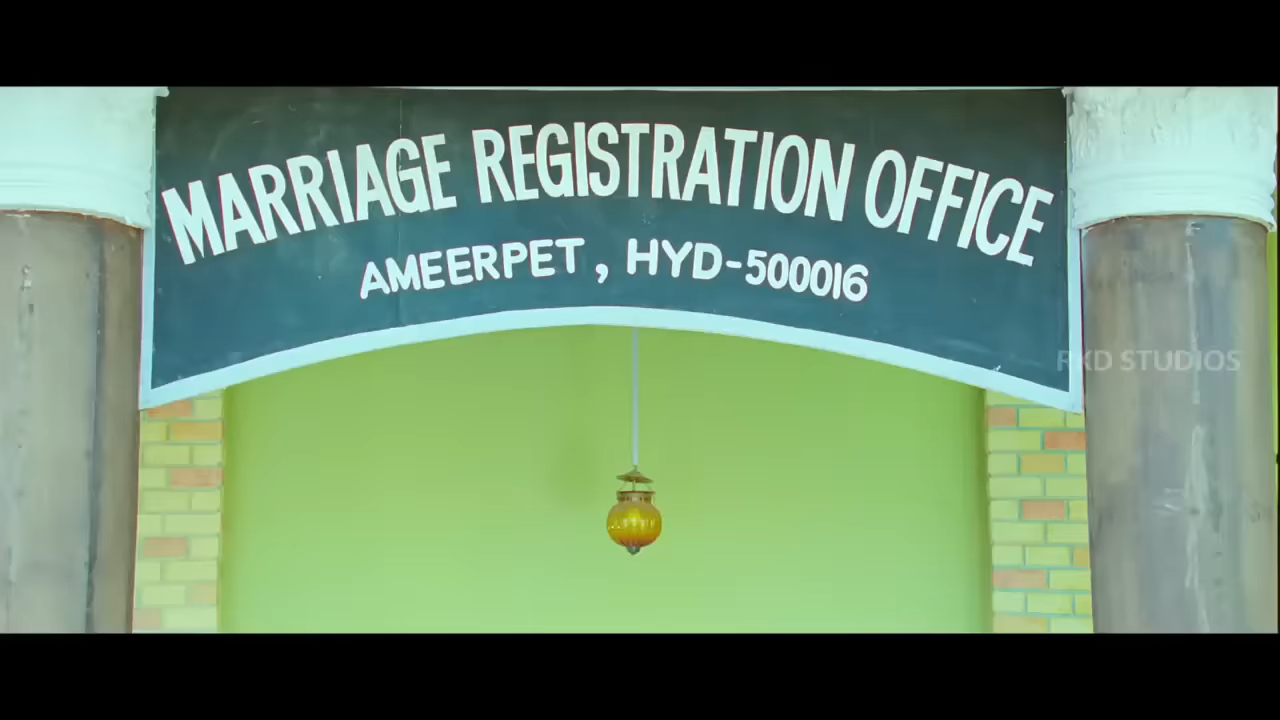 MARRIAGE REGISTRATION OFFICE
AMEERPET, HYD-500016
RKD STUDIOS